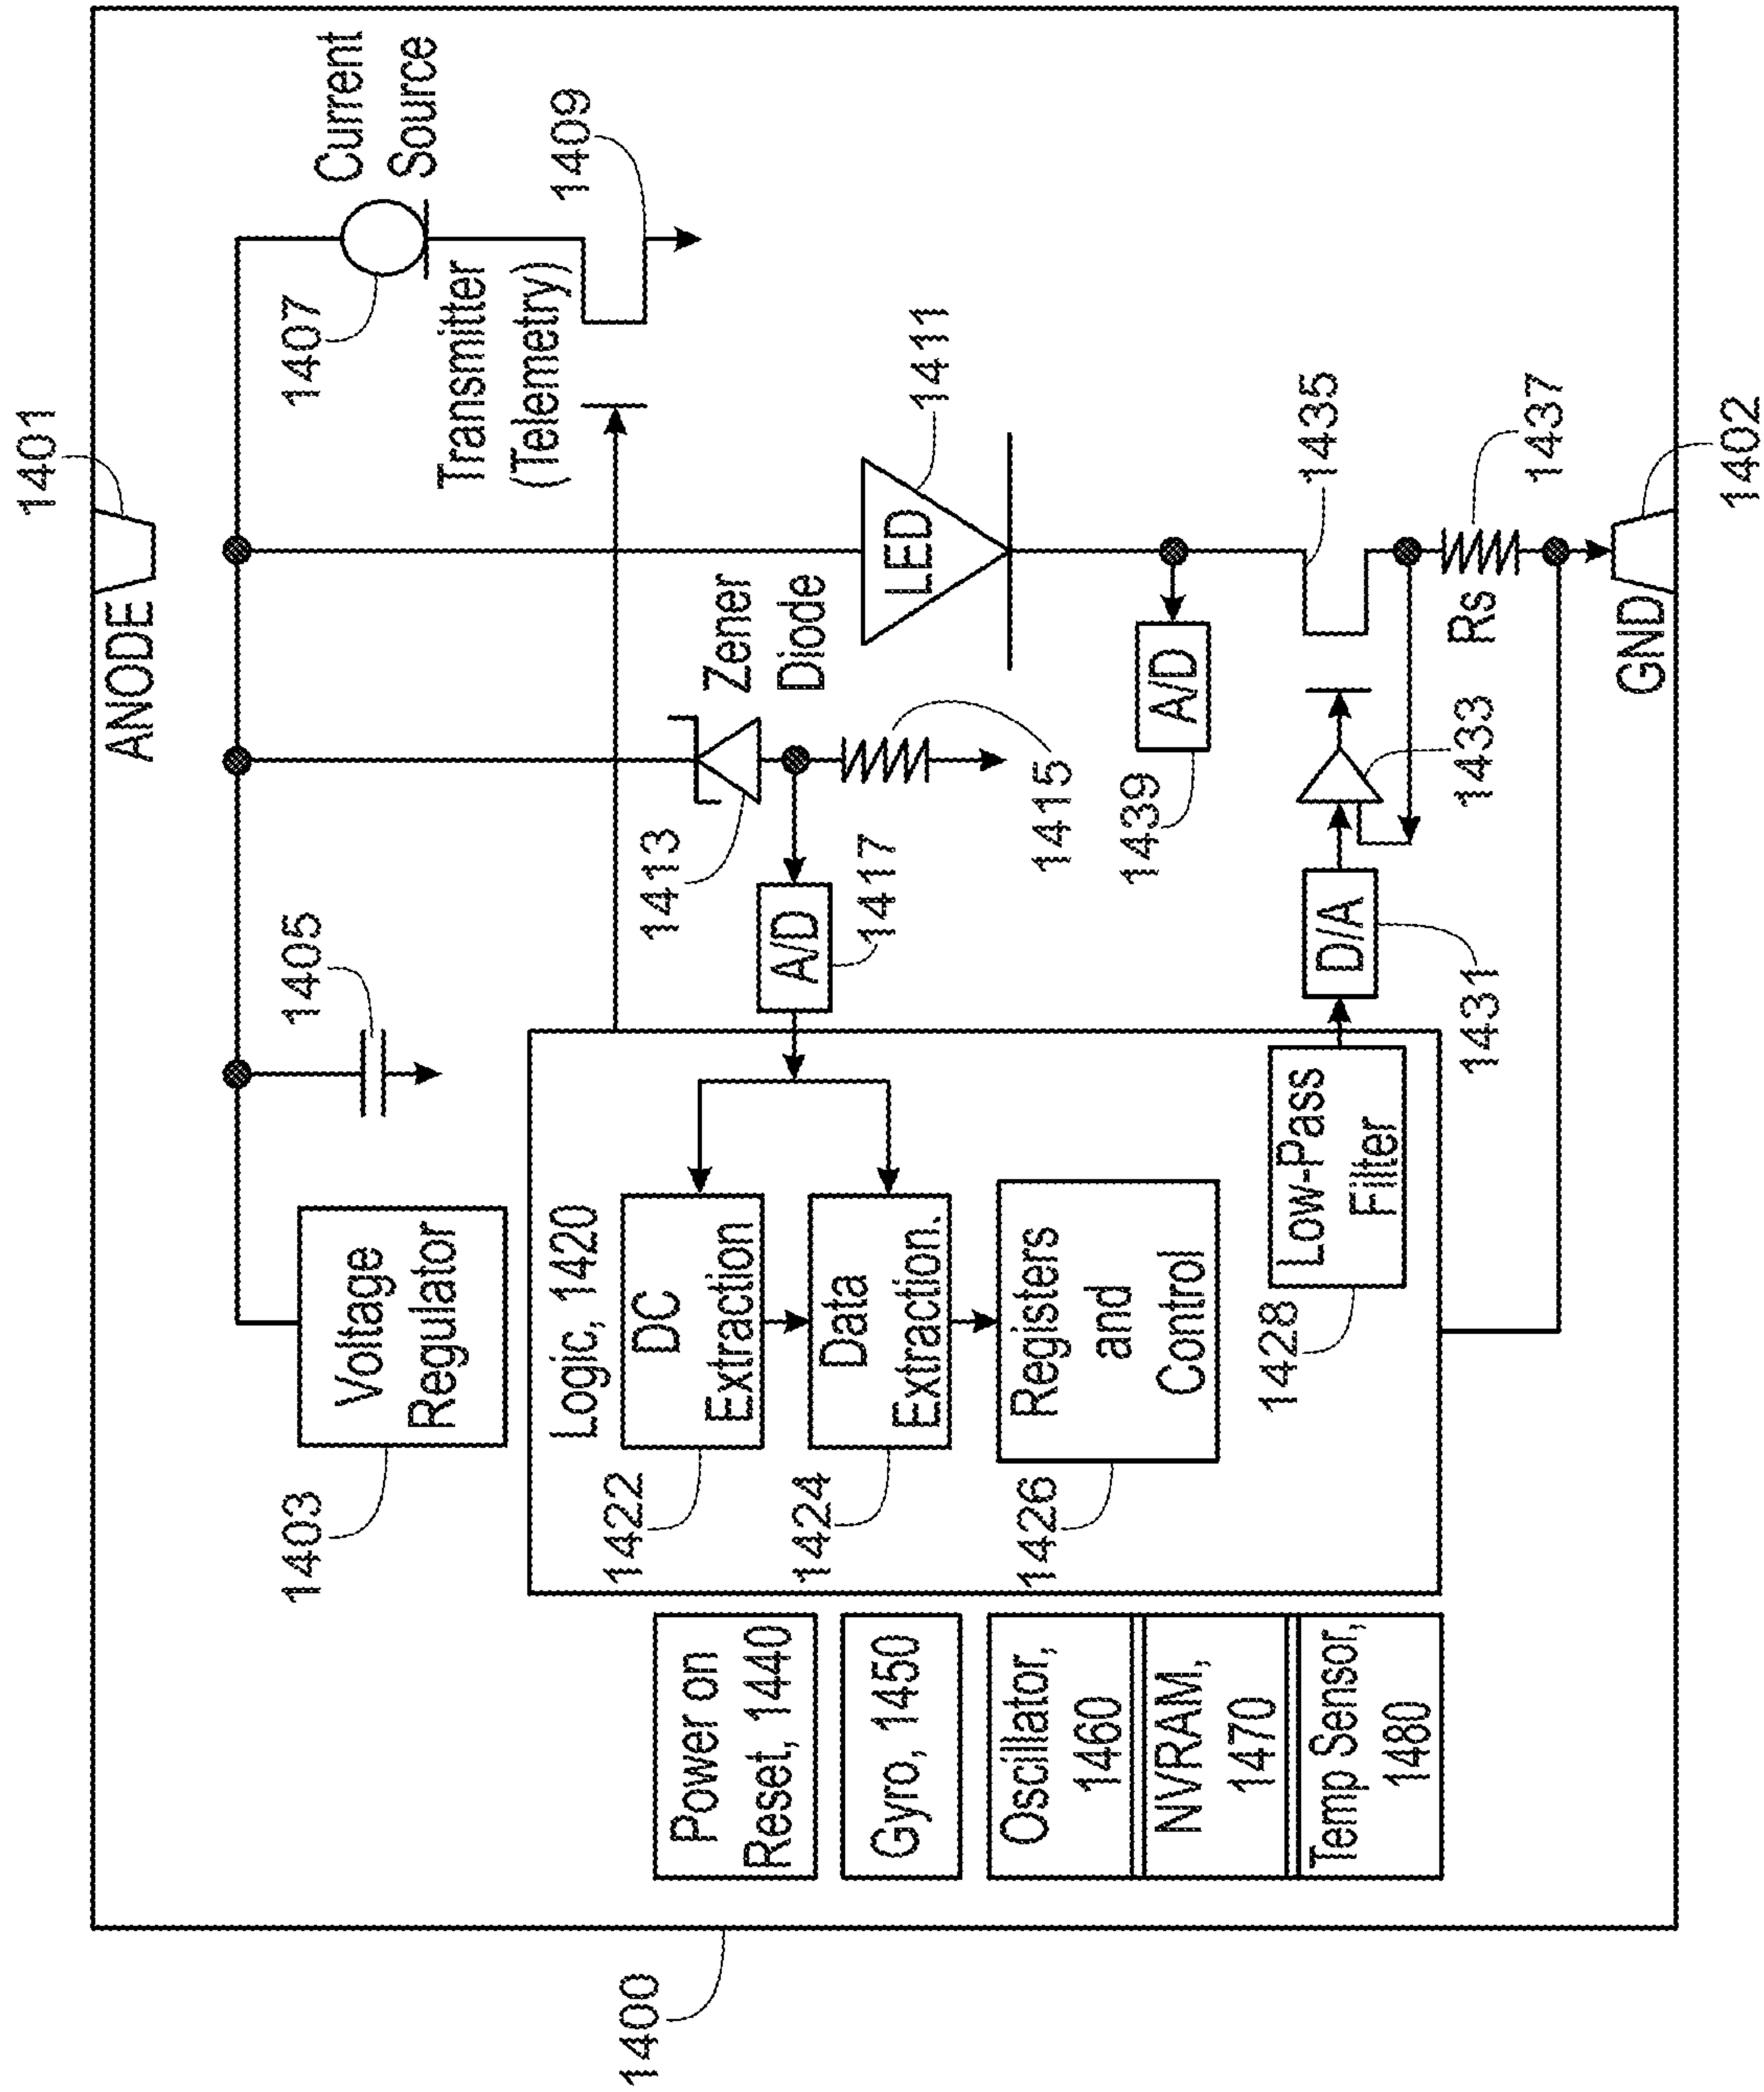 1401
ANODE
Current
Source
1407
1405
Transmitter
(Telemetry)
1409
Voltage
Regulator
1403
Zener
Diode
1413
LED
1411
A/D
1417
1415
Logic, 1420
DC
Extraction
1422
Data
Extraction.
1424
Registers
and
Control
1426
Low-Pass
Filter
1428
A/D
1439
1435
D/A
1431
1433
Rs
1437
GND
1402
Power on
Reset, 1440
Gyro, 1450
Oscillator,
1460
NVRAM,
1470
Temp Sensor,
1480
1400